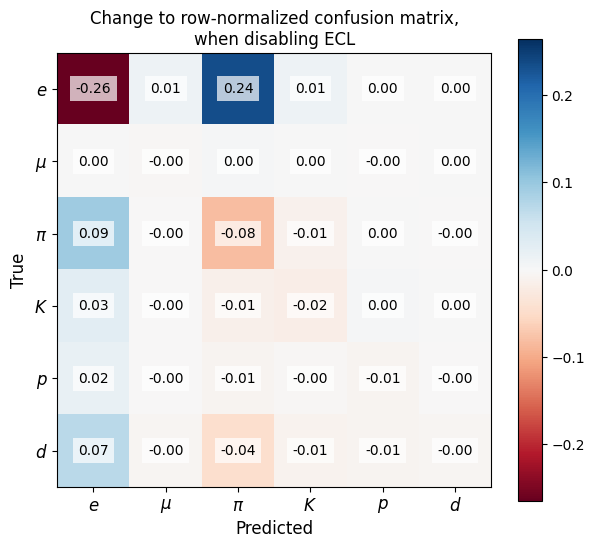 Change to row-normalized confusion matrix,
when disabling ECL
e -0.26 0.01 0.24 0.01 0.00 0.00
μ 0.00 -0.00 0.00 0.00 -0.00 0.00
π 0.09 -0.00 -0.08 -0.01 0.00 -0.00
K 0.03 -0.00 -0.01 -0.02 0.00 0.00
p 0.02 -0.00 -0.01 -0.00 -0.01 -0.00
d 0.07 -0.00 -0.04 -0.01 -0.01 -0.00
e μ π K p d
Predicted
True
0.2
0.1
0.0
−0.1
−0.2